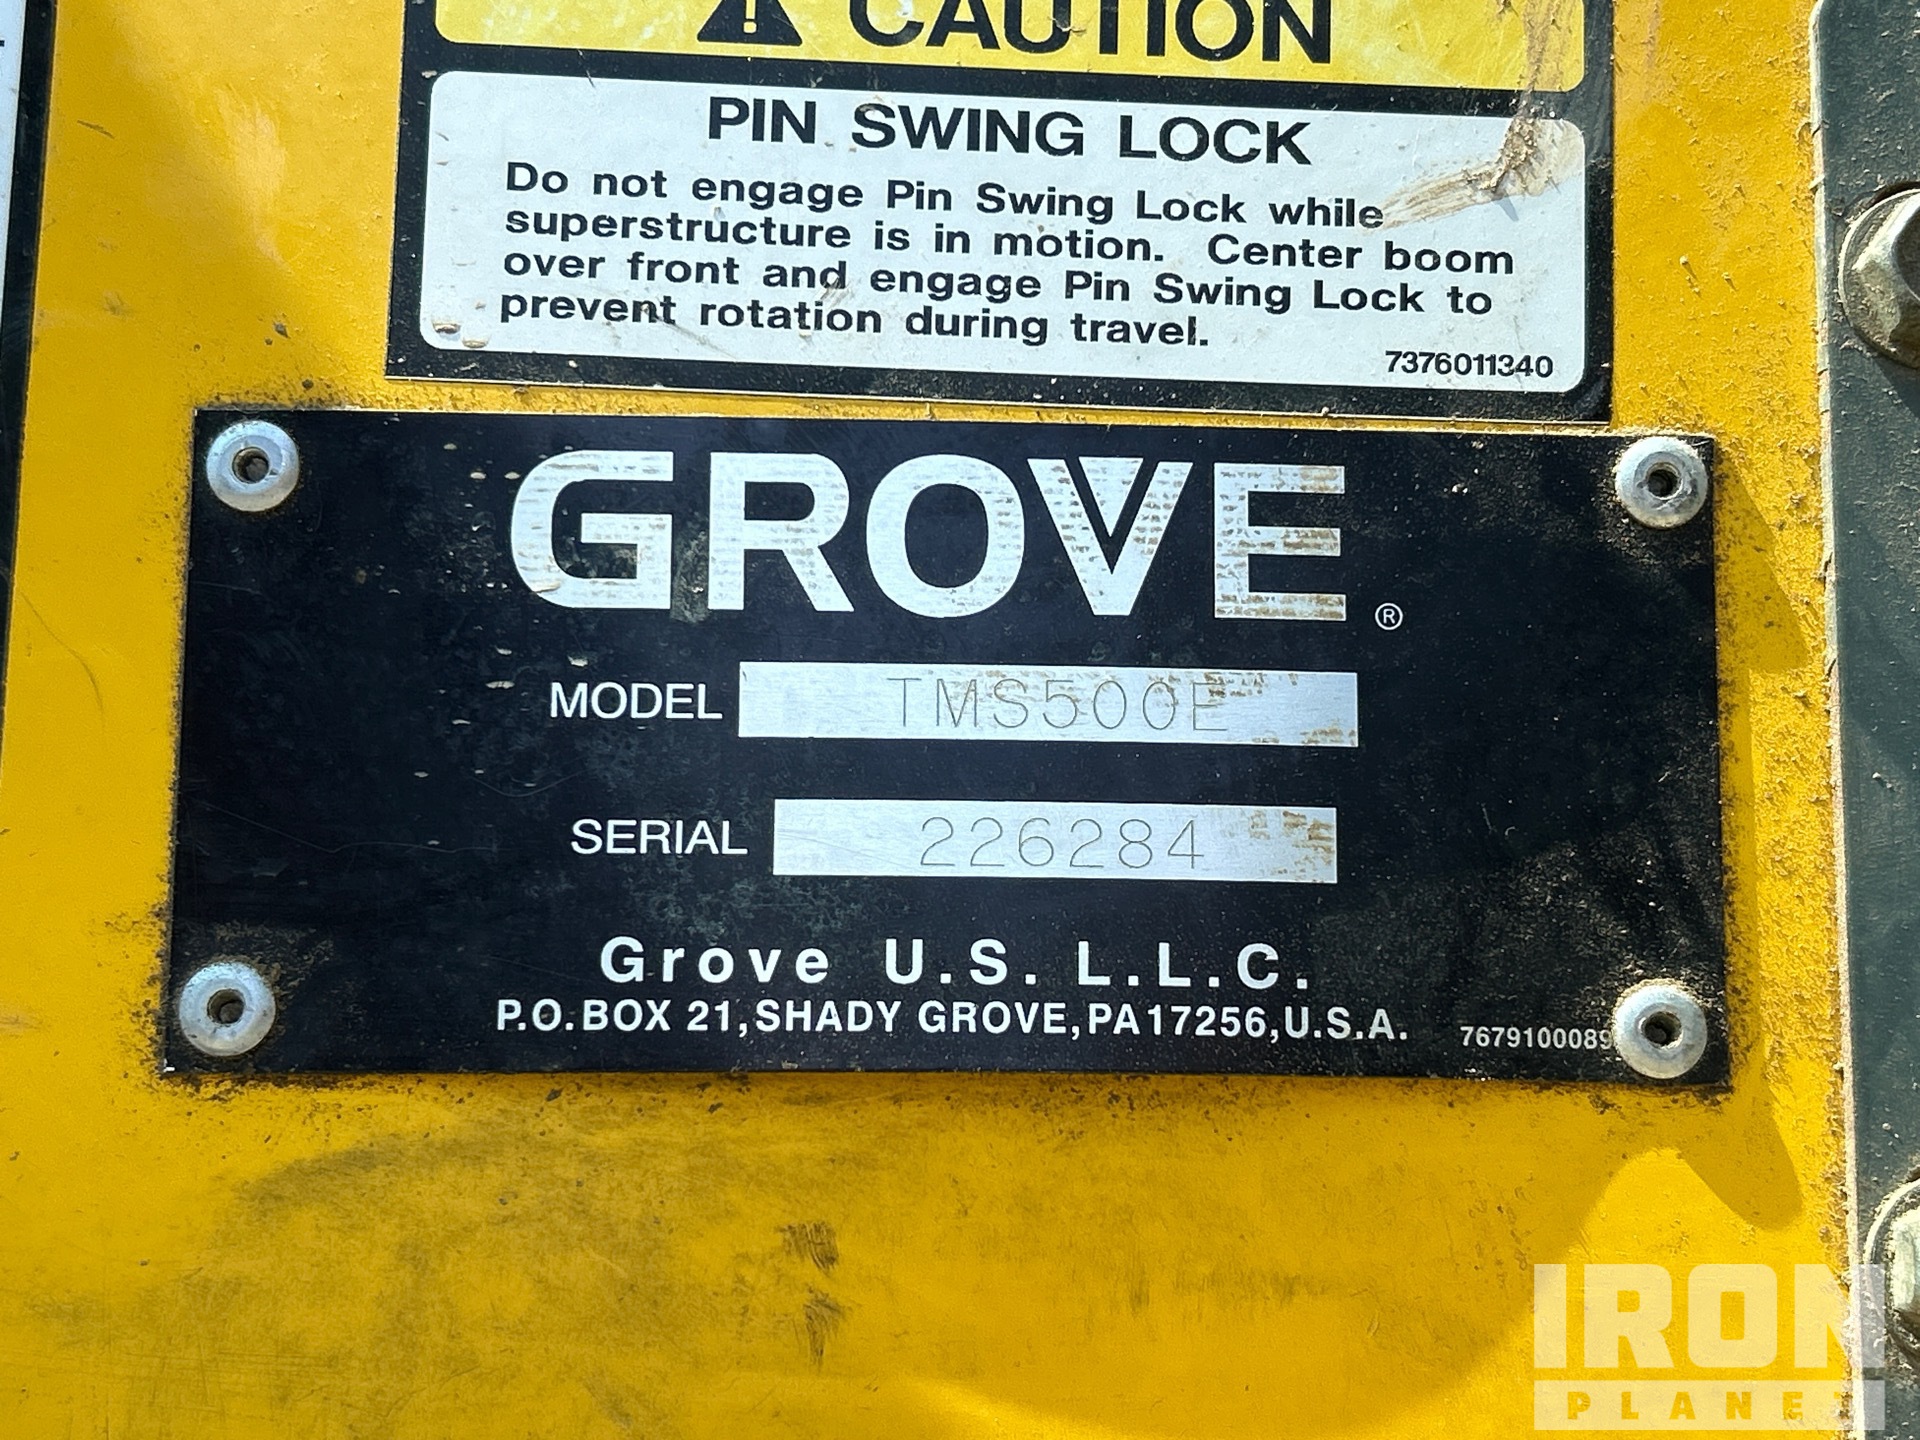 CAUTION
PIN SWING LOCK
Do not engage Pin Swing Lock while
superstructure is in motion. Center boom
over front and engage Pin Swing Lock to
prevent rotation during travel.
7376011340
GROVE®
MODEL TMS500E
SERIAL 226284
Grove U.S. L.L.C.
P.O.BOX 21,SHADY GROVE,PA17256,U.S.A.
7679100089
IRON
PLANET